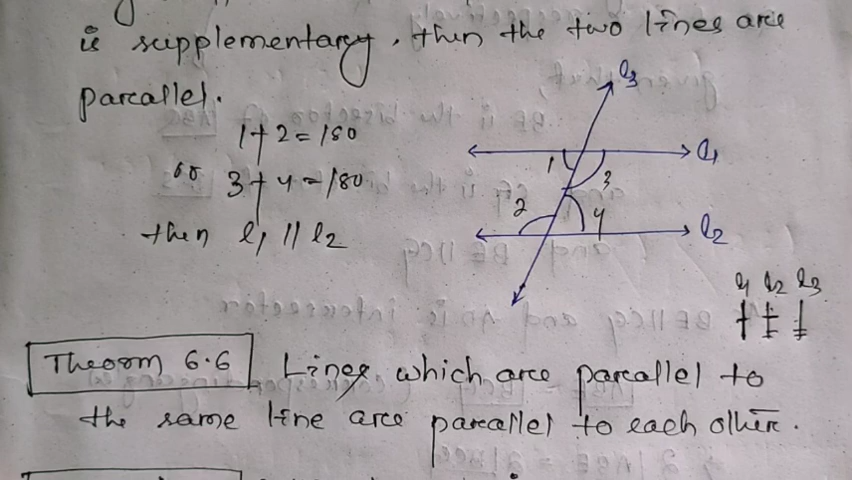 is supplementary, then the two lines are
parallel.
1+2=180
or 3+4=180
then l1 || l2
l3
l1
1
3
2
4
l2
l1 l2 l3
Theorm 6.6 Lines which are parallel to
the same line are parallel to each other.